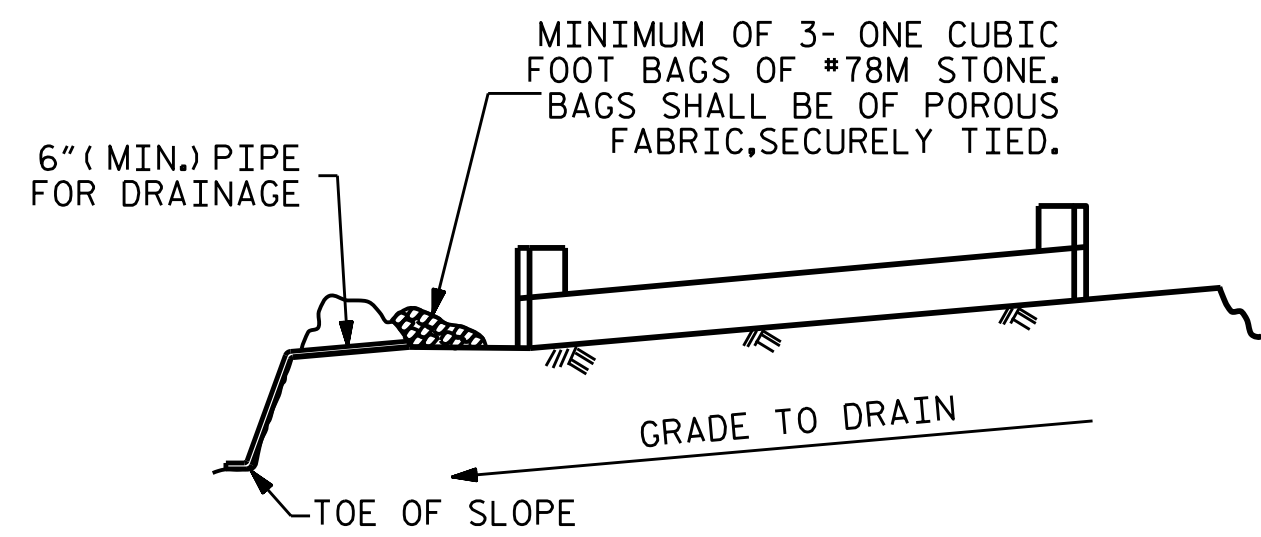 MINIMUM OF 3- ONE CUBIC
FOOT BAGS OF #78M STONE.
BAGS SHALL BE OF POROUS
FABRIC,SECURELY TIED.
6"(MIN.) PIPE
FOR DRAINAGE
GRADE TO DRAIN
TOE OF SLOPE